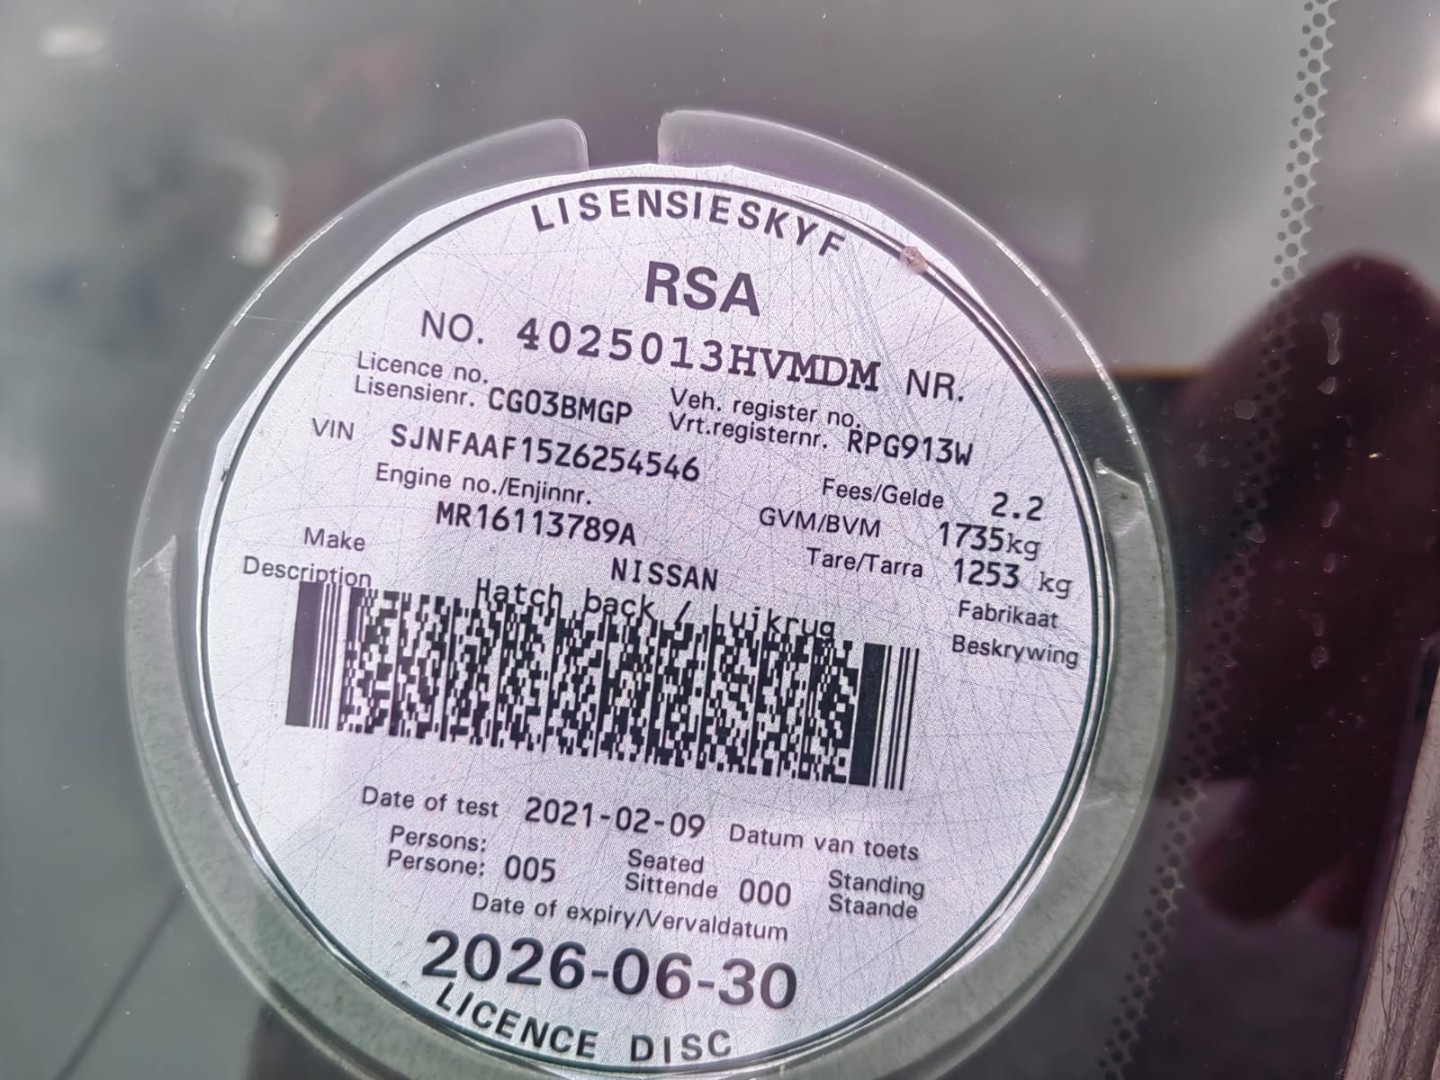 LISENSIESKYF
RSA
NO. 4025013HVMDM NR.
Licence no. Veh. register no.
Lisensienr. CG03BMGP Vrt.registernr. RPG913W
VIN SJNFAAF15Z6254546
Fees/Gelde 2.2
Engine no./Enjinnr. GVM/BVM 1735kg
MR16113789A Tare/Tarra 1253 kg
Make NISSAN Fabrikaat
Description Hatch back / Luikrug Beskrywing
Date of test 2021-02-09 Datum van toets
Persons: Seated Standing
Persone: 005 Sittende 000 Staande
Date of expiry/Vervaldatum
2026-06-30
LICENCE DISC